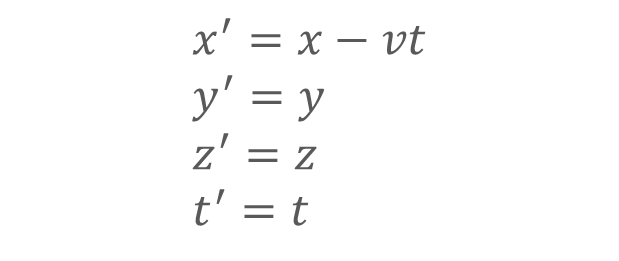 x′ = x − vt
y′ = y
z′ = z
t′ = t